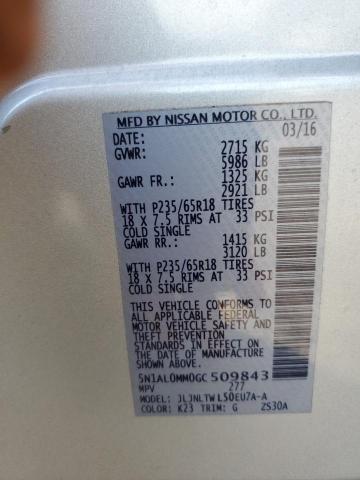 MFD BY NISSAN MOTOR CO., LTD.
DATE: 03/16
GVWR: 2715 KG
5986 LB
GAWR FR.: 1325 KG
2921 LB
WITH P235/65R18 TIRES
18 X 7.5 RIMS AT 33 PSI
COLD SINGLE
GAWR RR.: 1415 KG
3120 LB
WITH P235/65R18 TIRES
18 X 7.5 RIMS AT 33 PSI
COLD SINGLE
THIS VEHICLE CONFORMS TO
ALL APPLICABLE FEDERAL
MOTOR VEHICLE SAFETY
AND THEFT PREVENTION
STANDARDS IN EFFECT ON
THE DATE OF MANUFACTURE
SHOWN ABOVE.
5N1AL0MM0GC509843
MPV 277
MODEL: JLJNLTWL50EU7A-A
COLOR: K23 TRIM: G ZS30A